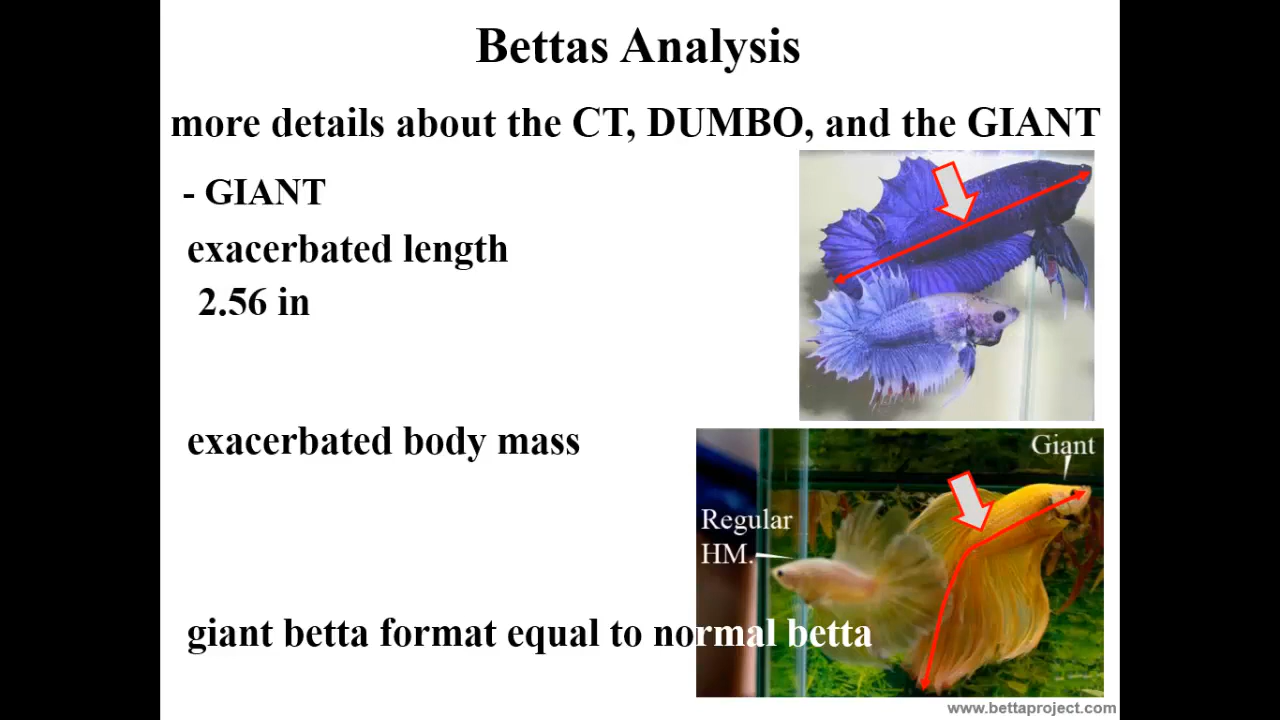 Bettas Analysis
more details about the CT, DUMBO, and the GIANT
- GIANT
exacerbated length
2.56 in
exacerbated body mass
Giant
Regular
HM.
giant betta format equal to normal betta
www.bettaproject.com